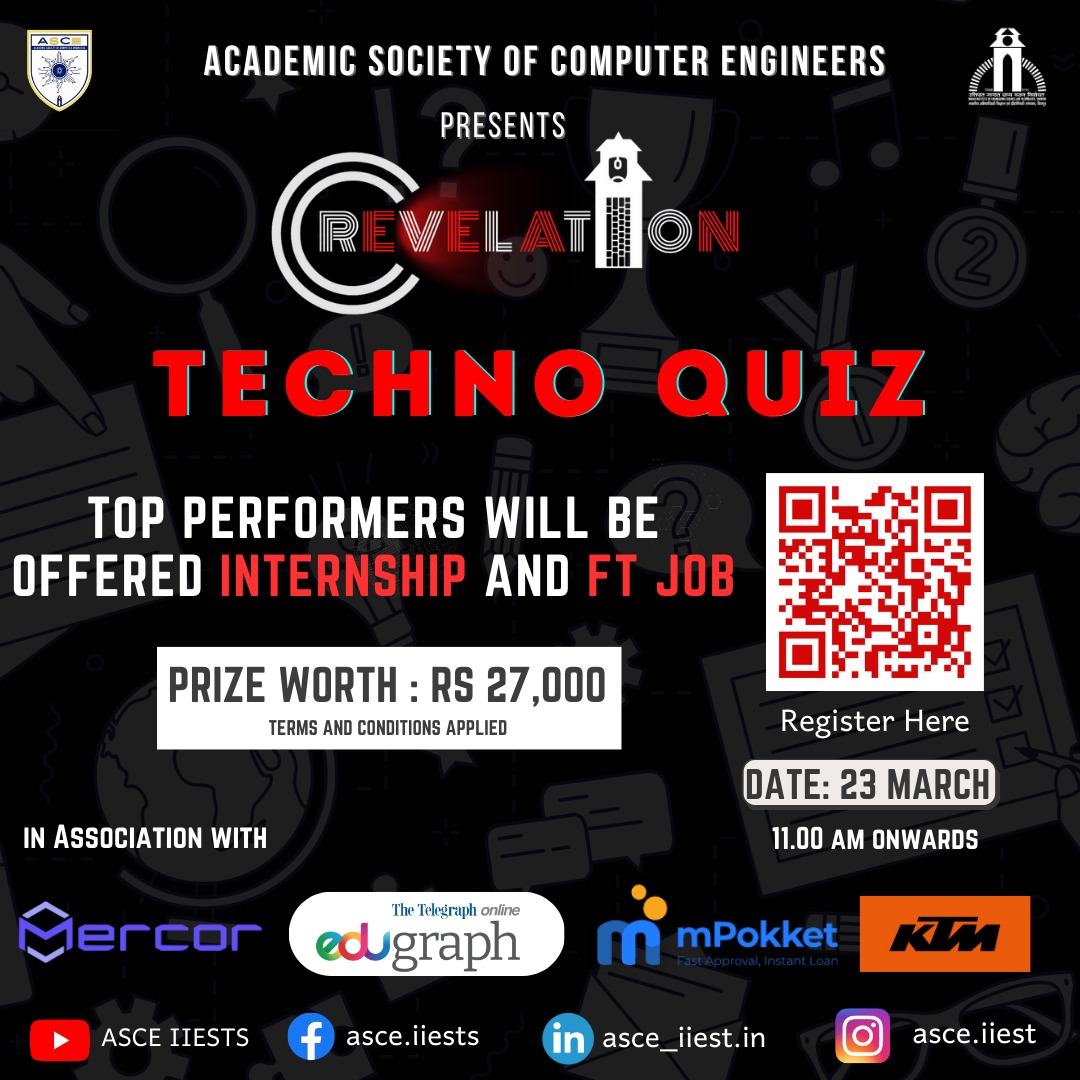 ASCE
ACADEMIC SOCIETY OF COMPUTER ENGINEERS
PRESENTS
REVELATION
TECHNO QUIZ
TOP PERFORMERS WILL BE
OFFERED INTERNSHIP AND FT JOB
PRIZE WORTH : RS 27,000
TERMS AND CONDITIONS APPLIED
Register Here
DATE: 23 MARCH
11.00 AM ONWARDS
IN ASSOCIATION WITH
Mercor
The Telegraph online
edugraph
mPokket
Fast Approval, Instant Loan
KTM
ASCE IIESTS
asce.iiests
in
asce_iiest.in
asce.iiest
2